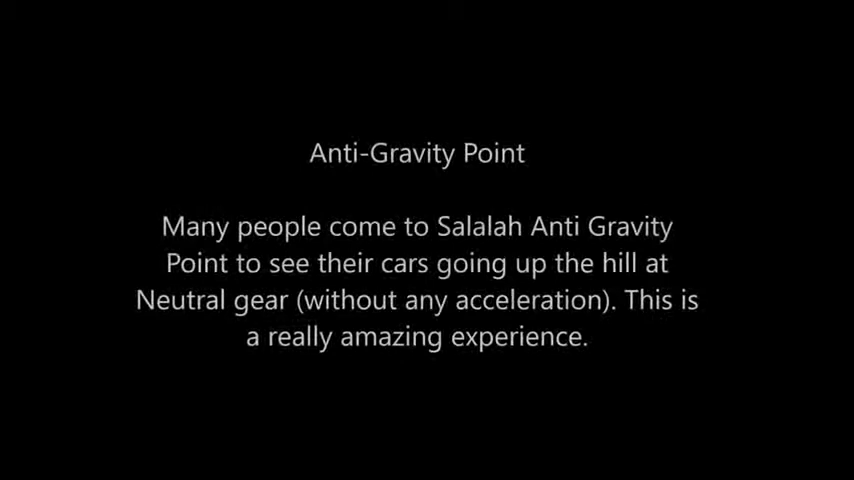 Anti-Gravity Point
Many people come to Salalah Anti Gravity
Point to see their cars going up the hill at
Neutral gear (without any acceleration). This is
a really amazing experience.